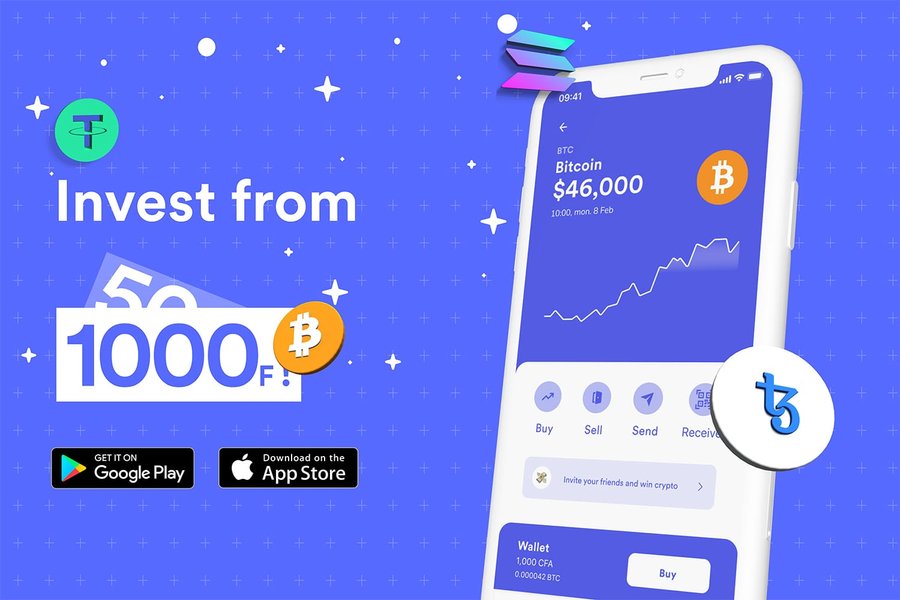 Invest from
50
1000F!
GET IT ON
Google Play
Download on the
App Store
09:41
BTC
Bitcoin
$46,000
10:00, mon. 8 Feb
Buy
Sell
Send
Receive
Invite your friends and win crypto
Wallet
1,000 CFA
0.000042 BTC
Buy